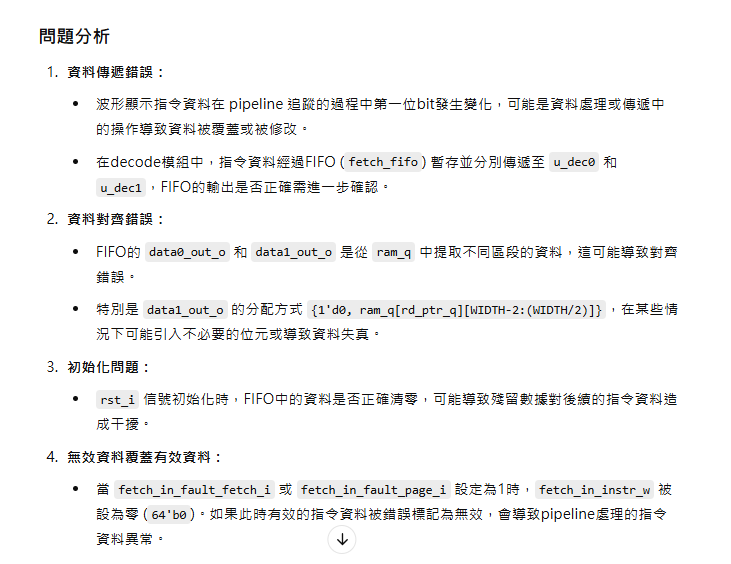 問題分析
1. 資料傳遞錯誤：
• 波形顯示指令資料在 pipeline 追蹤的過程中第一位bit發生變化，可能是資料處理或傳遞中
的操作導致資料被覆蓋或被修改。
• 在decode模組中，指令資料經過FIFO (fetch_fifo) 暫存並分別傳遞至 u_dec0 和
u_dec1，FIFO的輸出是否正確需進一步確認。
2. 資料對齊錯誤：
• FIFO的 data0_out_o 和 data1_out_o 是從 ram_q 中提取不同區段的資料，這可能導致對齊
錯誤。
• 特別是 data1_out_o 的分配方式 {1'd0, ram_q[rd_ptr_q][WIDTH-2:(WIDTH/2)]}，在某些情
況下可能引入不必要的位元或導致資料失真。
3. 初始化問題：
• rst_i 信號初始化時，FIFO中的資料是否正確清零，可能導致殘留數據對後續的指令資料造
成干擾。
4. 無效資料覆蓋有效資料：
• 當 fetch_in_fault_fetch_i 或 fetch_in_fault_page_i 設定為1時，fetch_in_instr_w 被
設為零 (64'b0)。如果此時有效的指令資料被錯誤標記為無效，會導致pipeline處理的指令
資料異常。